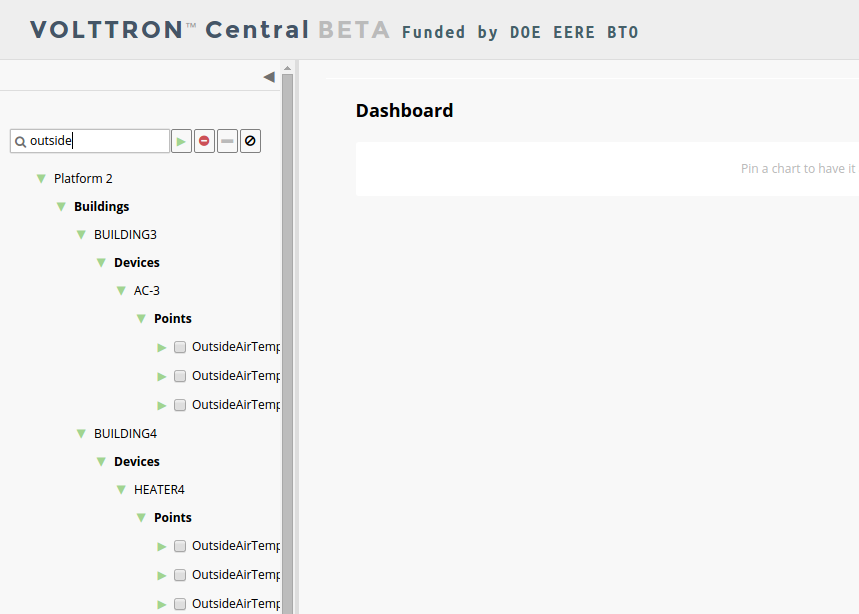 VOLTTRON™ Central BETA Funded by DOE EERE BTO
outside
Platform 2
Buildings
BUILDING3
Devices
AC-3
Points
OutsideAirTemp
OutsideAirTemp
OutsideAirTemp
BUILDING4
Devices
HEATER4
Points
OutsideAirTemp
OutsideAirTemp
OutsideAirTemp
Dashboard
Pin a chart to have it